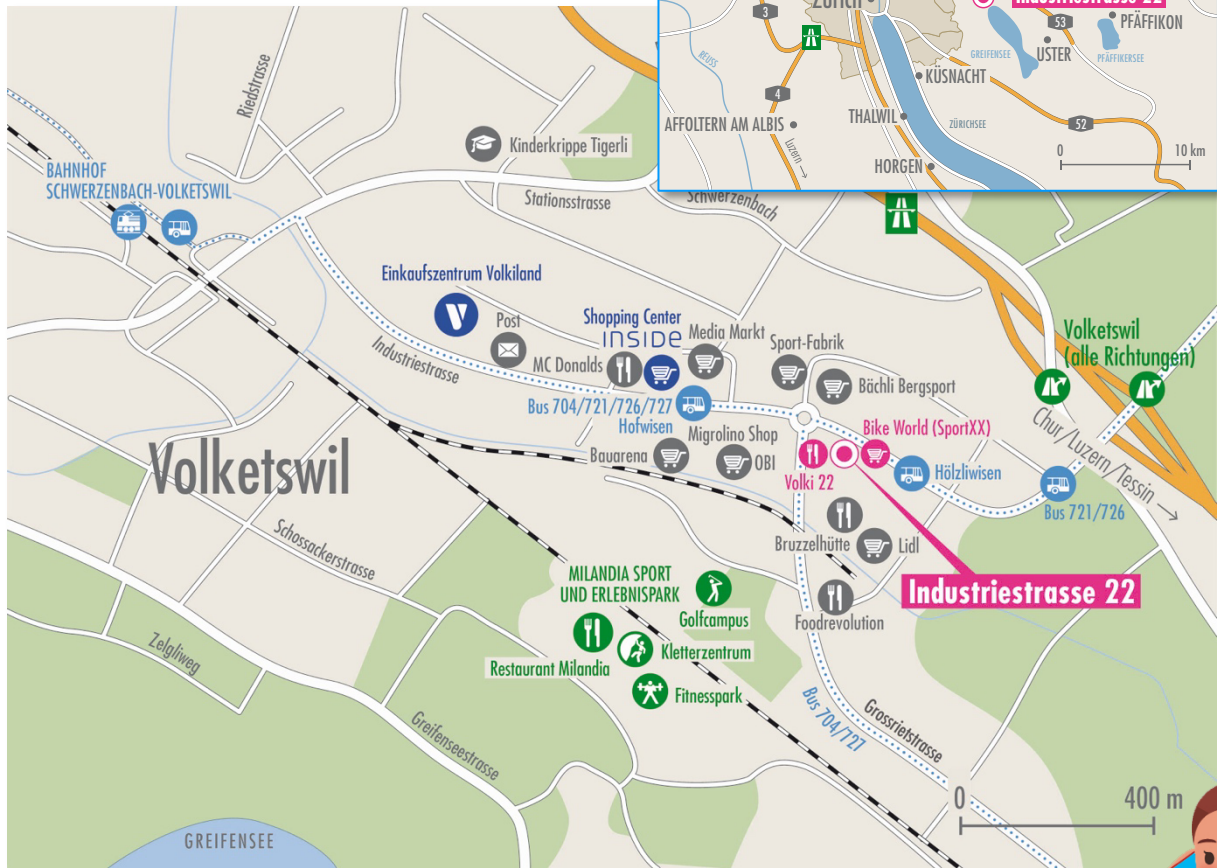 Zürich
3
4
REUSS
AFFOLTERN AM ALBIS
Luzern →
THALWIL
HORGEN
KÜSNACHT
ZÜRICHSEE
GREIFENSEE
USTER
53
PFÄFFIKON
PFÄFFIKERSEE
52
0
10 km
Industriestrasse 22
Riedstrasse
Kinderkrippe Tigerli
BAHNHOF
SCHWERZENBACH-VOLKETSWIL
Stationsstrasse
Schwerzenbach
Einkaufszentrum Volkiland
Post
Industriestrasse
Shopping Center
INSIDE
MC Donalds
Media Markt
Sport-Fabrik
Bächli Bergsport
Volketswil
(alle Richtungen)
Chur/Luzern/Tessin →
Bus 704/721/726/727
Hofwisen
Migrolino Shop
Bauarena
OBI
Bike World (SportXX)
Volki 22
Hölzliwisen
Bus 721/726
Volketswil
Bruzzelhütte
Lidl
Industriestrasse 22
Schossackerstrasse
MILANDIA SPORT
UND ERLEBNISPARK
Golfcampus
Foodrevolution
Kletterzentrum
Restaurant Milandia
Fitnesspark
Zelgliweg
Greifenseestrasse
Bus 704/727
Grossrietstrasse
0
400 m
GREIFENSEE